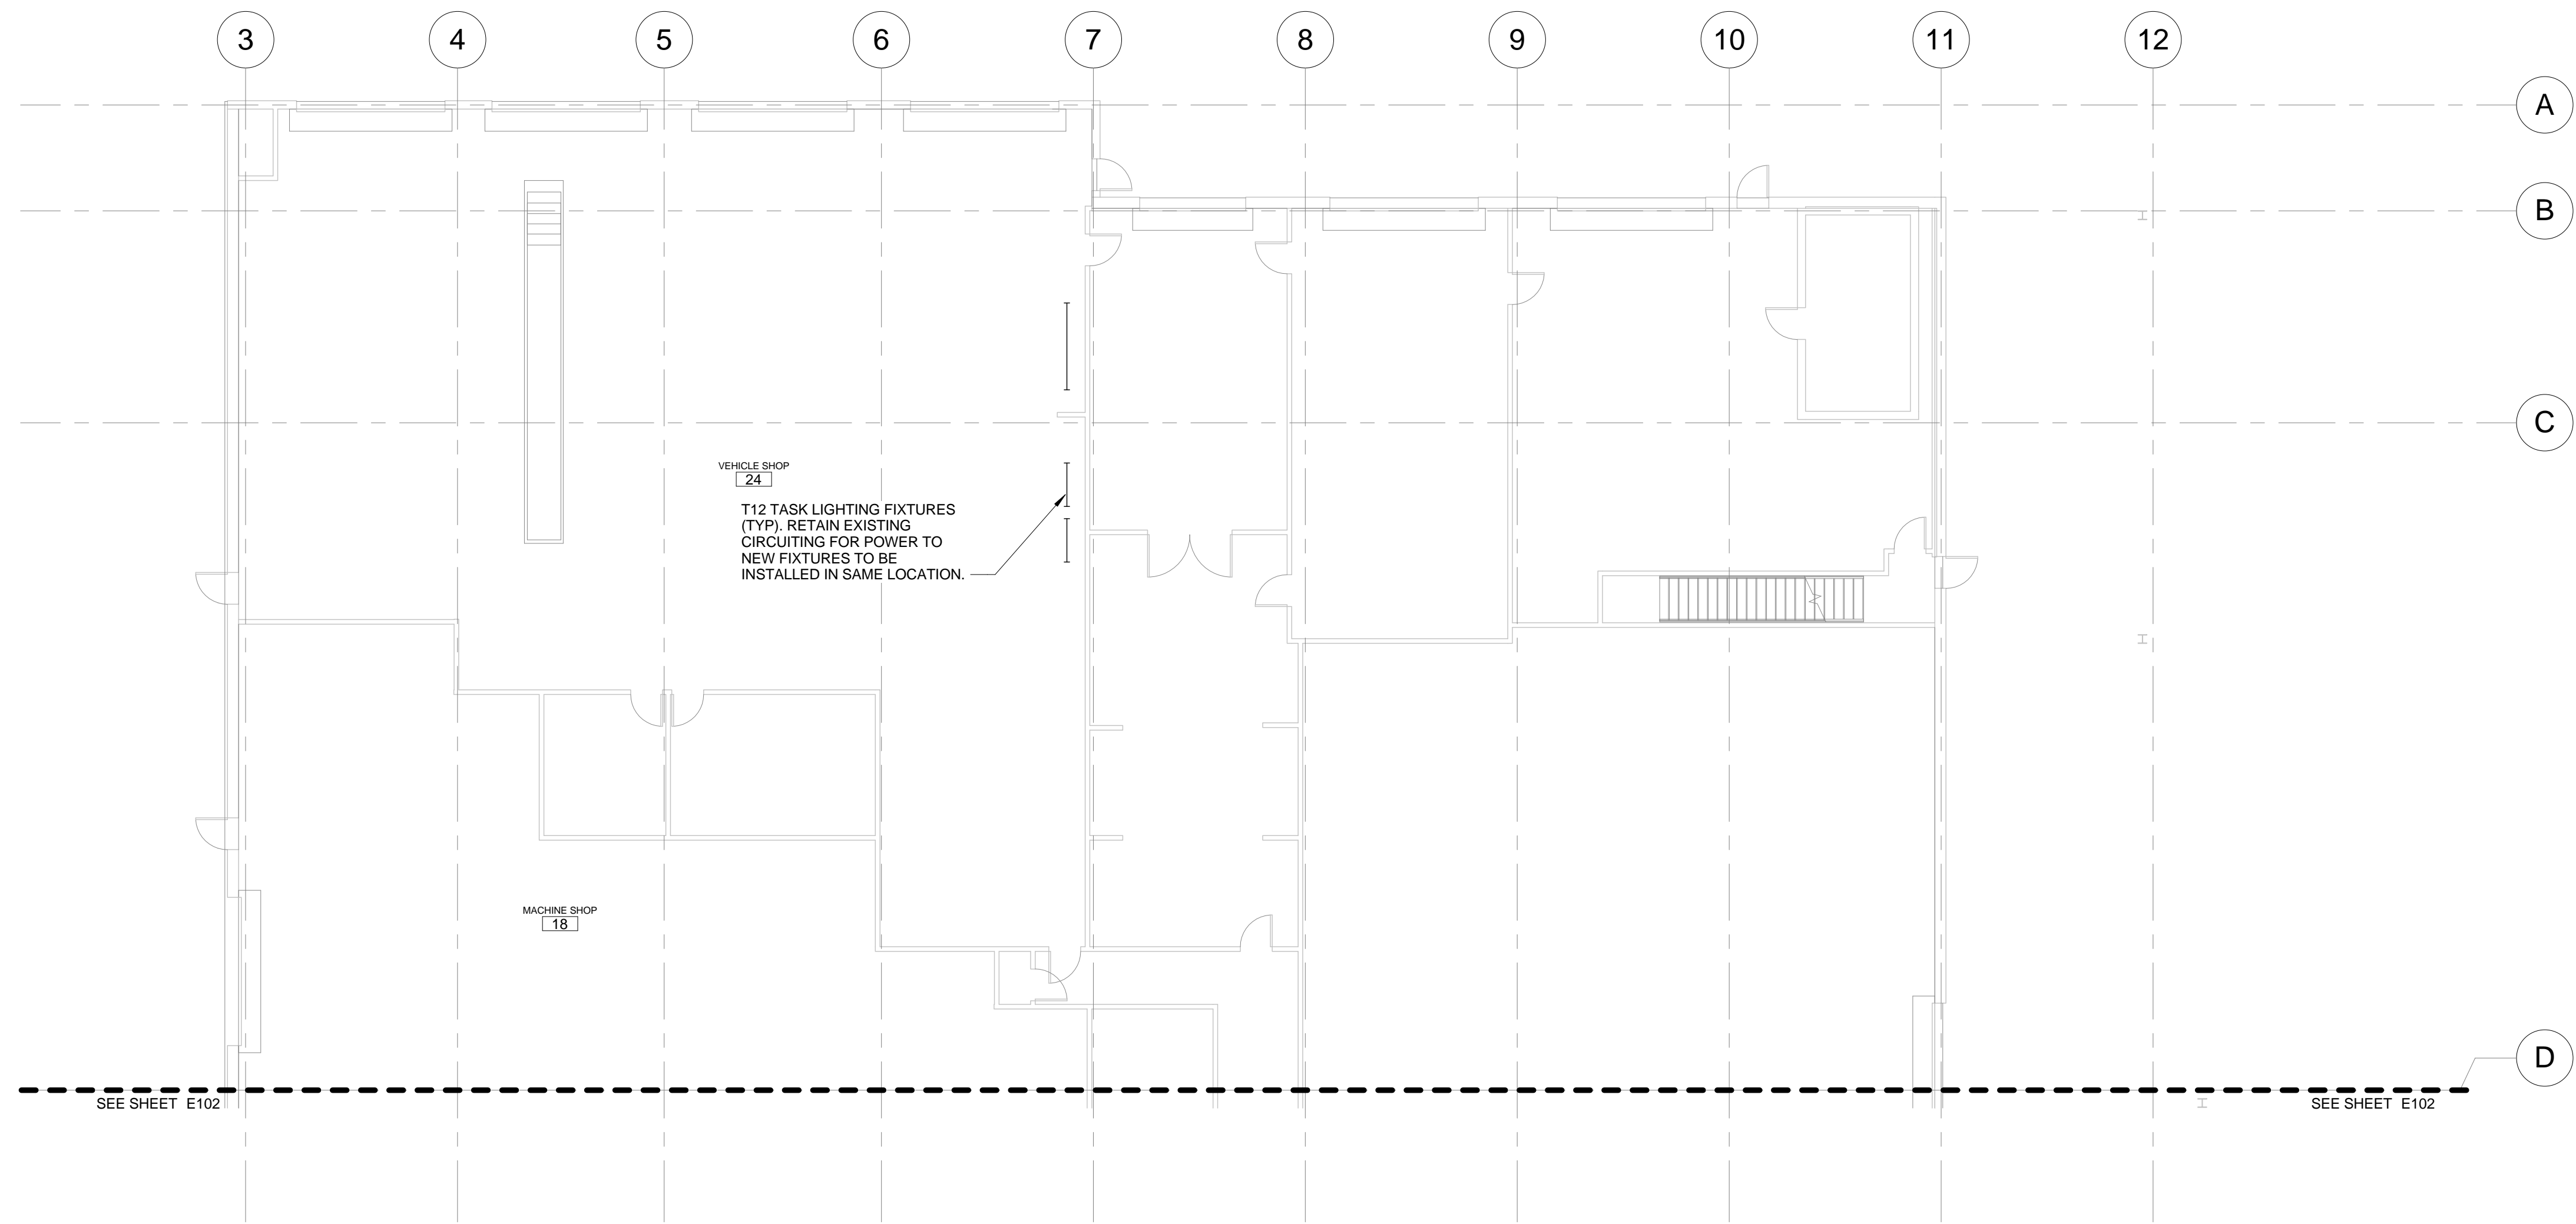 3
4
5
6
7
8
9
10
11
12
A
B
C
VEHICLE SHOP
24
T12 TASK LIGHTING FIXTURES
(TYP). RETAIN EXISTING
CIRCUITING FOR POWER TO
NEW FIXTURES TO BE
INSTALLED IN SAME LOCATION.
MACHINE SHOP
18
D
SEE SHEET E102
SEE SHEET E102